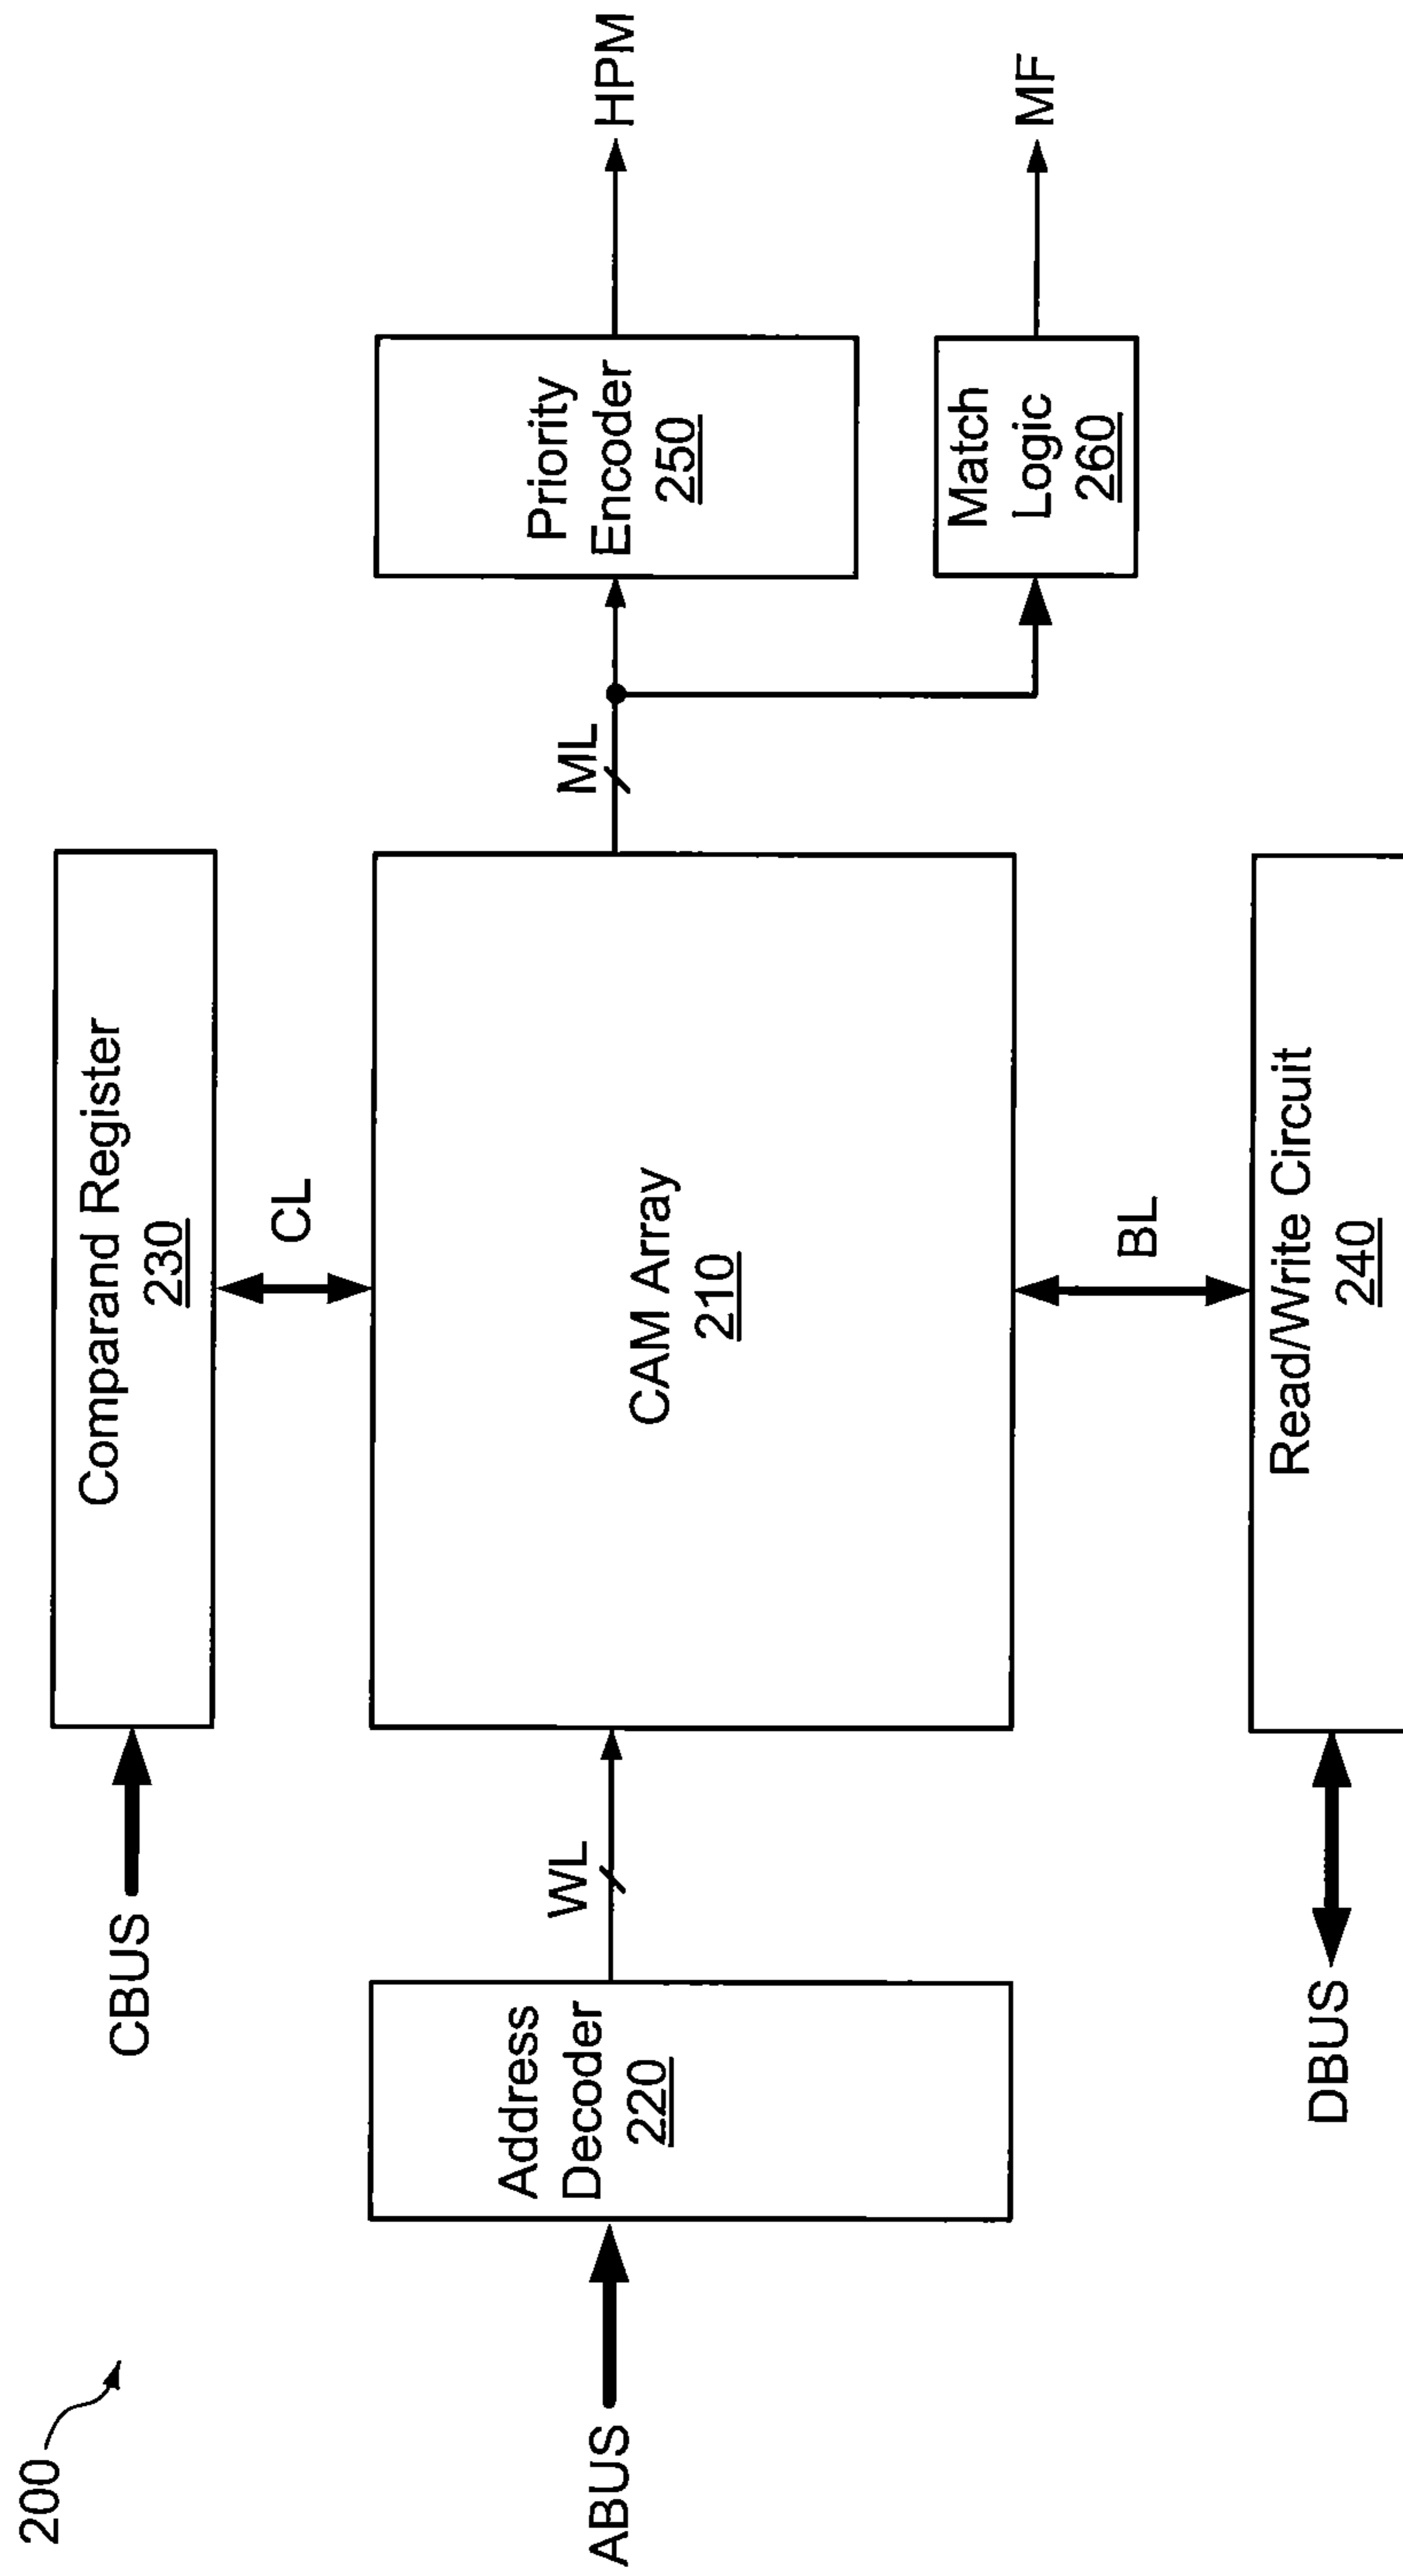 200
CBUS
Comparand Register
230
CL
ABUS
Address
Decoder
220
WL
CAM Array
210
ML
Priority
Encoder
250
HPM
Match
Logic
260
MF
BL
DBUS
Read/Write Circuit
240